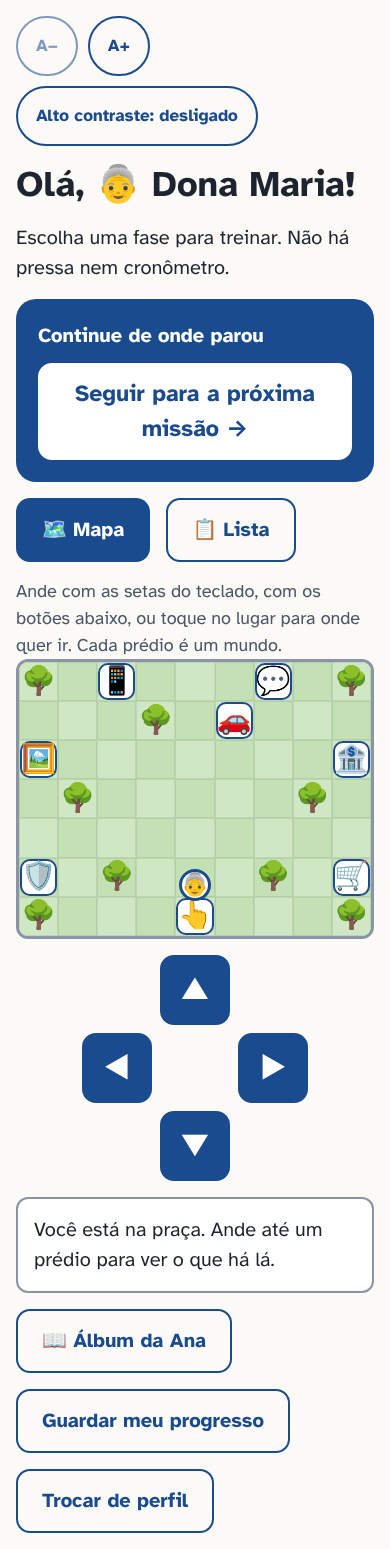 A−
A+
Alto contraste: desligado
Olá, 👵 Dona Maria!
Escolha uma fase para treinar. Não há
pressa nem cronômetro.
Continue de onde parou
Seguir para a próxima
missão →
🗺️ Mapa
📋 Lista
Ande com as setas do teclado, com os
botões abaixo, ou toque no lugar para onde
quer ir. Cada prédio é um mundo.
Você está na praça. Ande até um
prédio para ver o que há lá.
📖 Álbum da Ana
Guardar meu progresso
Trocar de perfil